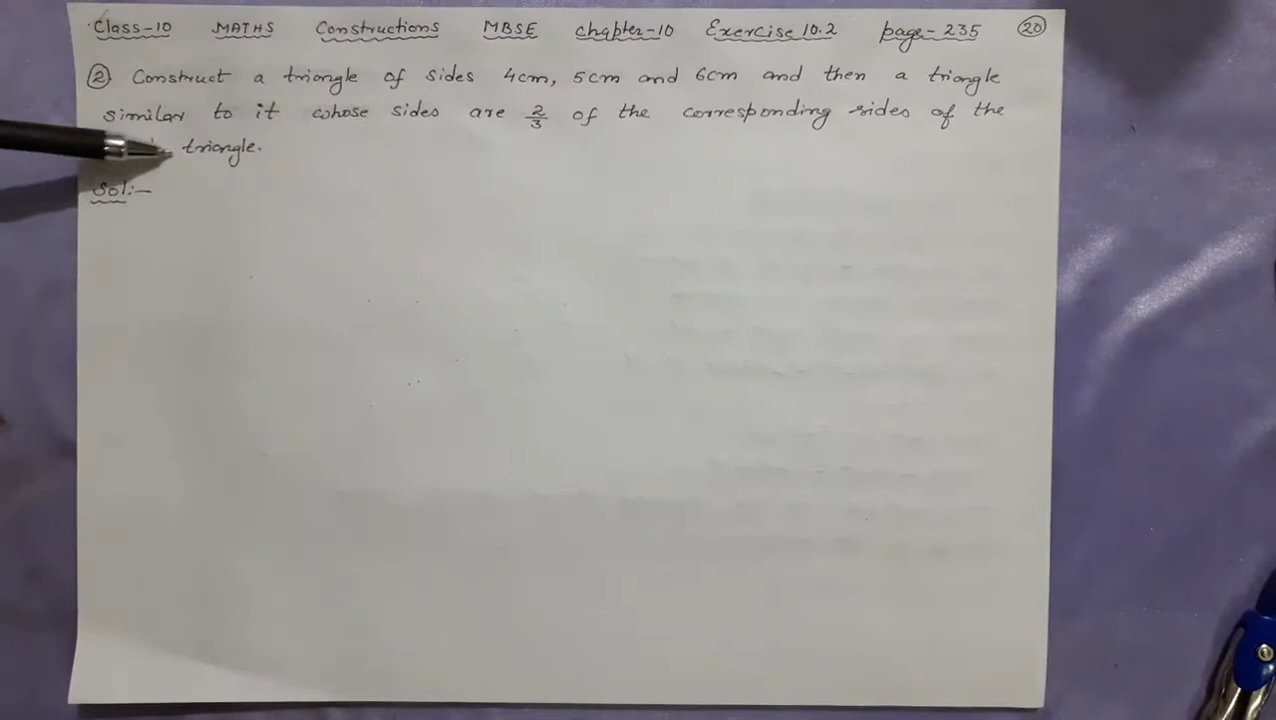 Class-10 MATHS Constructions MBSE chapter-10 Exercise 10.2 page-235 20
2 Construct a triangle of sides 4cm, 5cm and 6cm and then a triangle
similar to it whose sides are 2/3 of the corresponding sides of the
triangle.
Sol:-